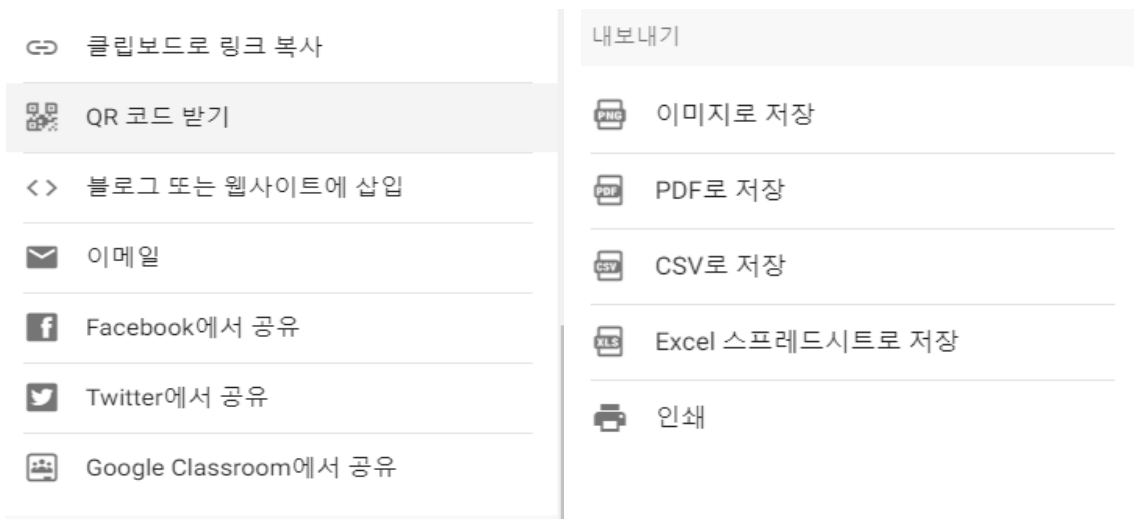 클립보드로 링크 복사
QR 코드 받기
블로그 또는 웹사이트에 삽입
이메일
Facebook에서 공유
Twitter에서 공유
Google Classroom에서 공유
내보내기
PNG 이미지로 저장
PDF PDF로 저장
CSV CSV로 저장
XLS Excel 스프레드시트로 저장
인쇄